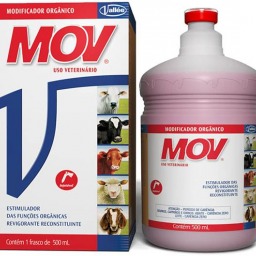 MODIFICADOR ORGÂNICO
Vallée
MOV
USO VETERINÁRIO
ESTIMULADOR
DAS FUNÇÕES ORGÂNICAS
REVIGORANTE RECONSTITUINTE
Contém 1 frasco de 500 mL
MODIFICADOR ORGÂNICO
MOV
USO VETERINÁRIO
ESTIMULADOR
DAS FUNÇÕES ORGÂNICAS
REVIGORANTE
RECONSTITUINTE
Contém 500 mL